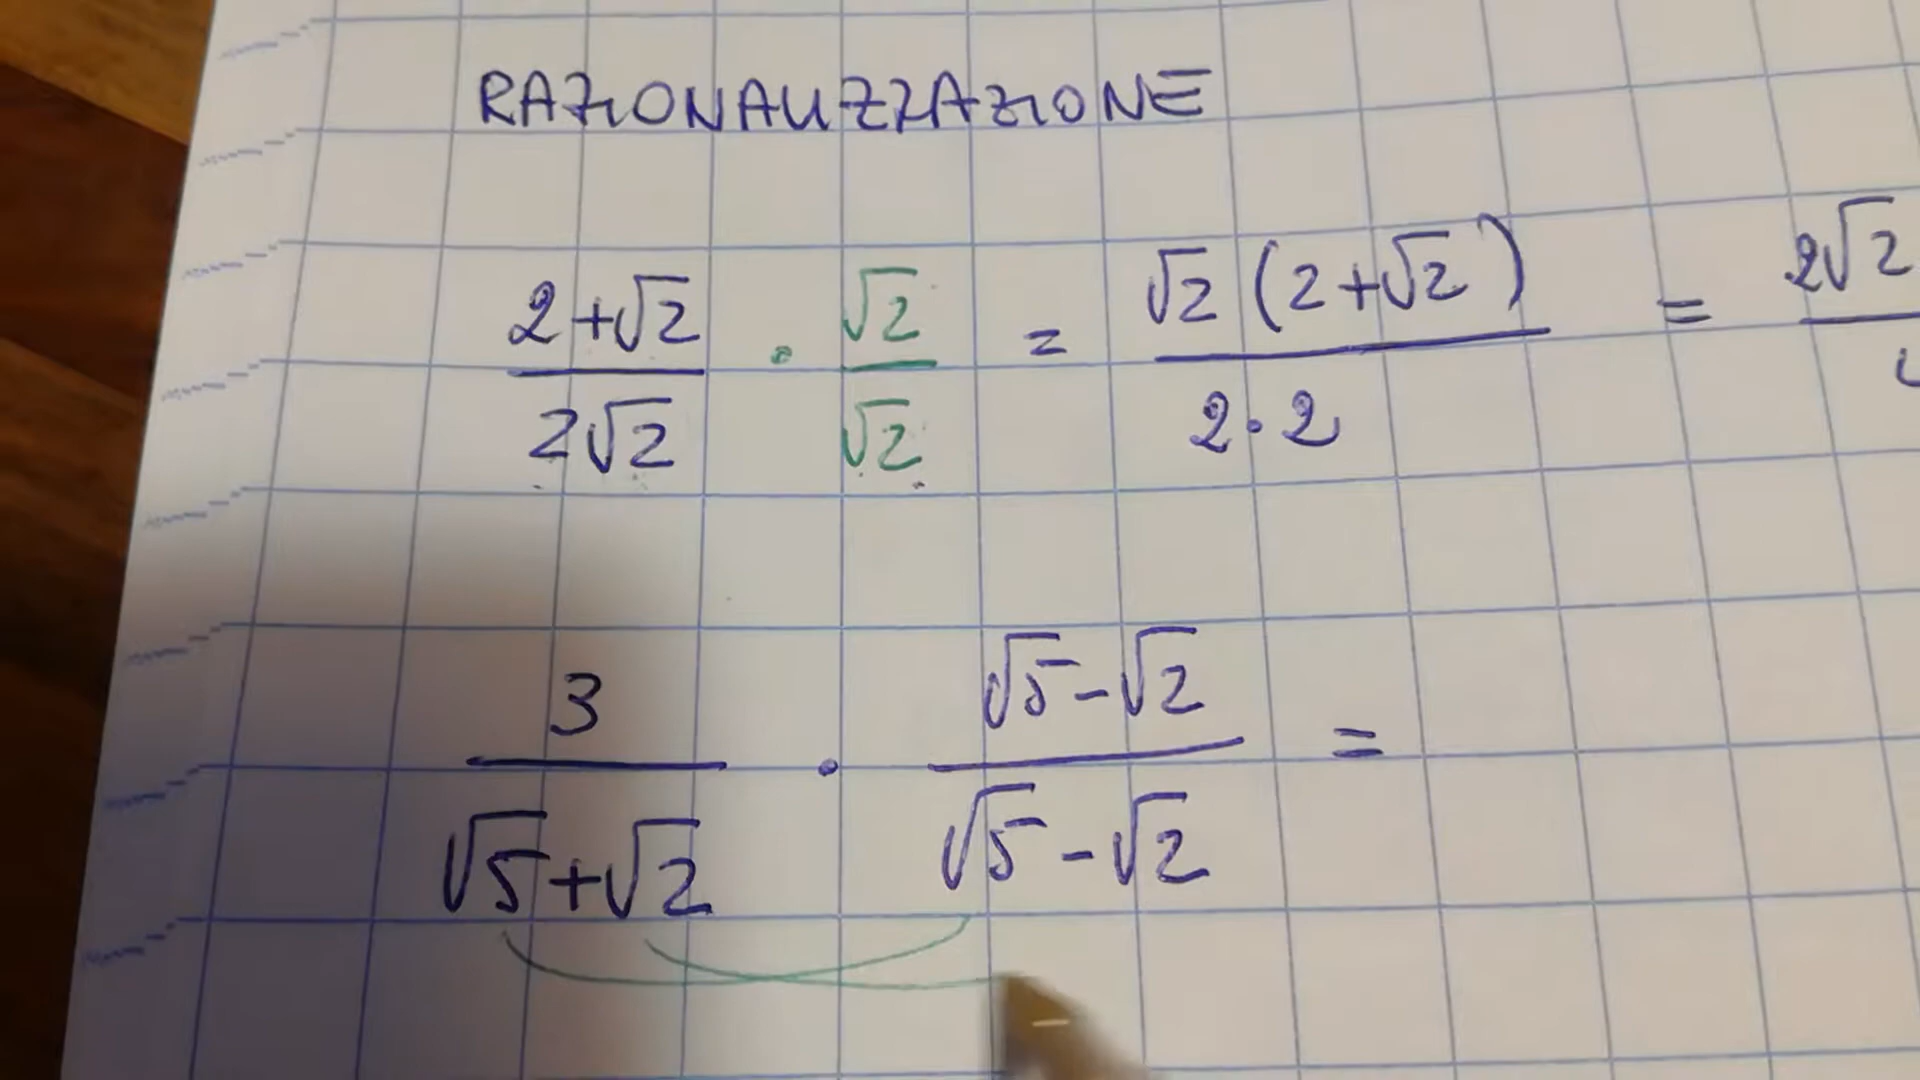 RAZIONALIZZAZIONE
2+√2 / 2√2 · √2 / √2 = √2 (2+√2) / 2·2 = 2√2
3 / √5+√2 · √5-√2 / √5-√2 =